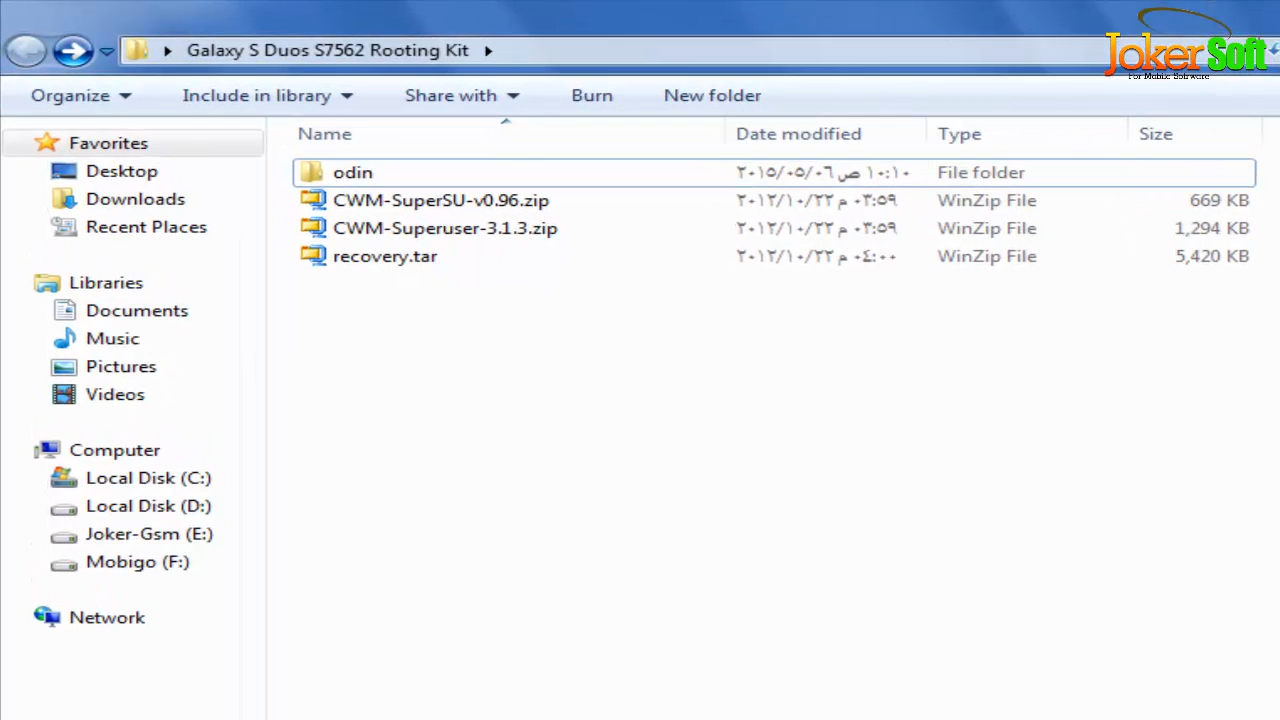 Galaxy S Duos S7562 Rooting Kit
JokerSoft
For Mobile Software
Organize Include in library Share with Burn New folder
Name Date modified Type Size
odin ٢٠١٥/٠٥/٠٦ ١٠:١٠ ص File folder
CWM-SuperSU-v0.96.zip ٢٠١٢/١٠/٢٢ ٠٣:٥٩ م WinZip File 669 KB
CWM-Superuser-3.1.3.zip ٢٠١٢/١٠/٢٢ ٠٣:٥٩ م WinZip File 1,294 KB
recovery.tar ٢٠١٢/١٠/٢٢ ٠٤:٠٠ م WinZip File 5,420 KB
Favorites
Desktop
Downloads
Recent Places
Libraries
Documents
Music
Pictures
Videos
Computer
Local Disk (C:)
Local Disk (D:)
Joker-Gsm (E:)
Mobigo (F:)
Network